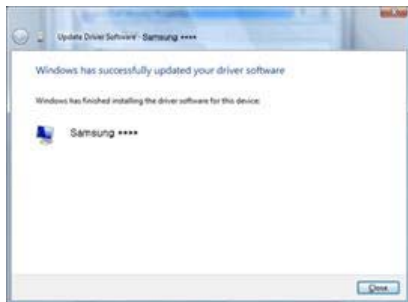 Update Driver Software - Samsung ****
Windows has successfully updated your driver software
Windows has finished installing the driver software for this device:
Samsung ****
Close